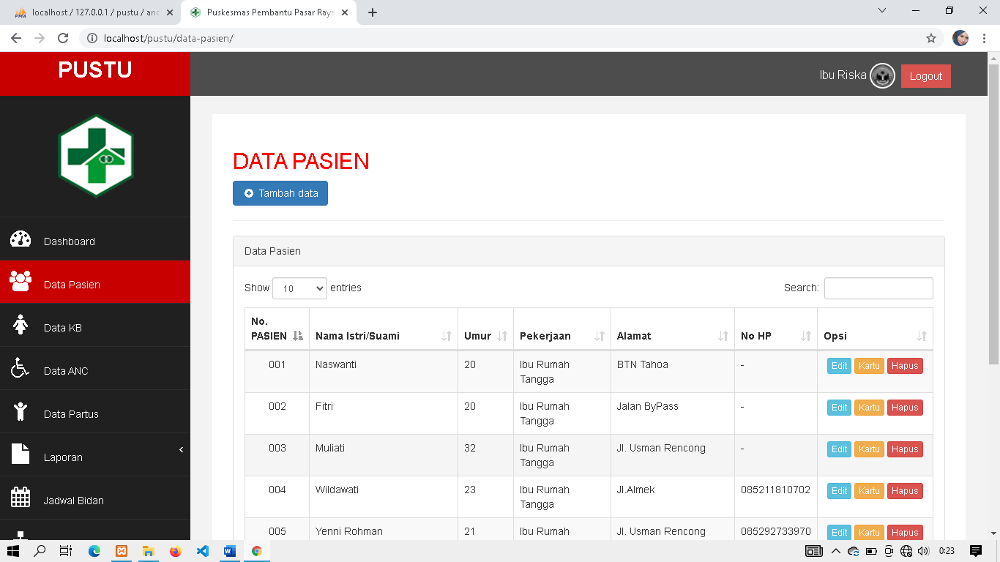 localhost / 127.0.0.1 / pustu / anc
Puskesmas Pembantu Pasar Raya
localhost/pustu/data-pasien/
PUSTU
Ibu Riska
Logout
Dashboard
Data Pasien
Data KB
Data ANC
Data Partus
Laporan
Jadwal Bidan
DATA PASIEN
Tambah data
Data Pasien
Show 10 entries
Search:
No. PASIEN Nama Istri/Suami Umur Pekerjaan Alamat No HP Opsi
001 Naswanti 20 Ibu Rumah Tangga BTN Tahoa - Edit Kartu Hapus
002 Fitri 20 Ibu Rumah Tangga Jalan ByPass - Edit Kartu Hapus
003 Muliati 32 Ibu Rumah Tangga Jl. Usman Rencong - Edit Kartu Hapus
004 Wildawati 23 Ibu Rumah Tangga Jl.Almek 085211810702 Edit Kartu Hapus
005 Yenni Rohman 21 Ibu Rumah Jl. Usman Rencong 085292733970 Edit Kartu Hapus
0:23